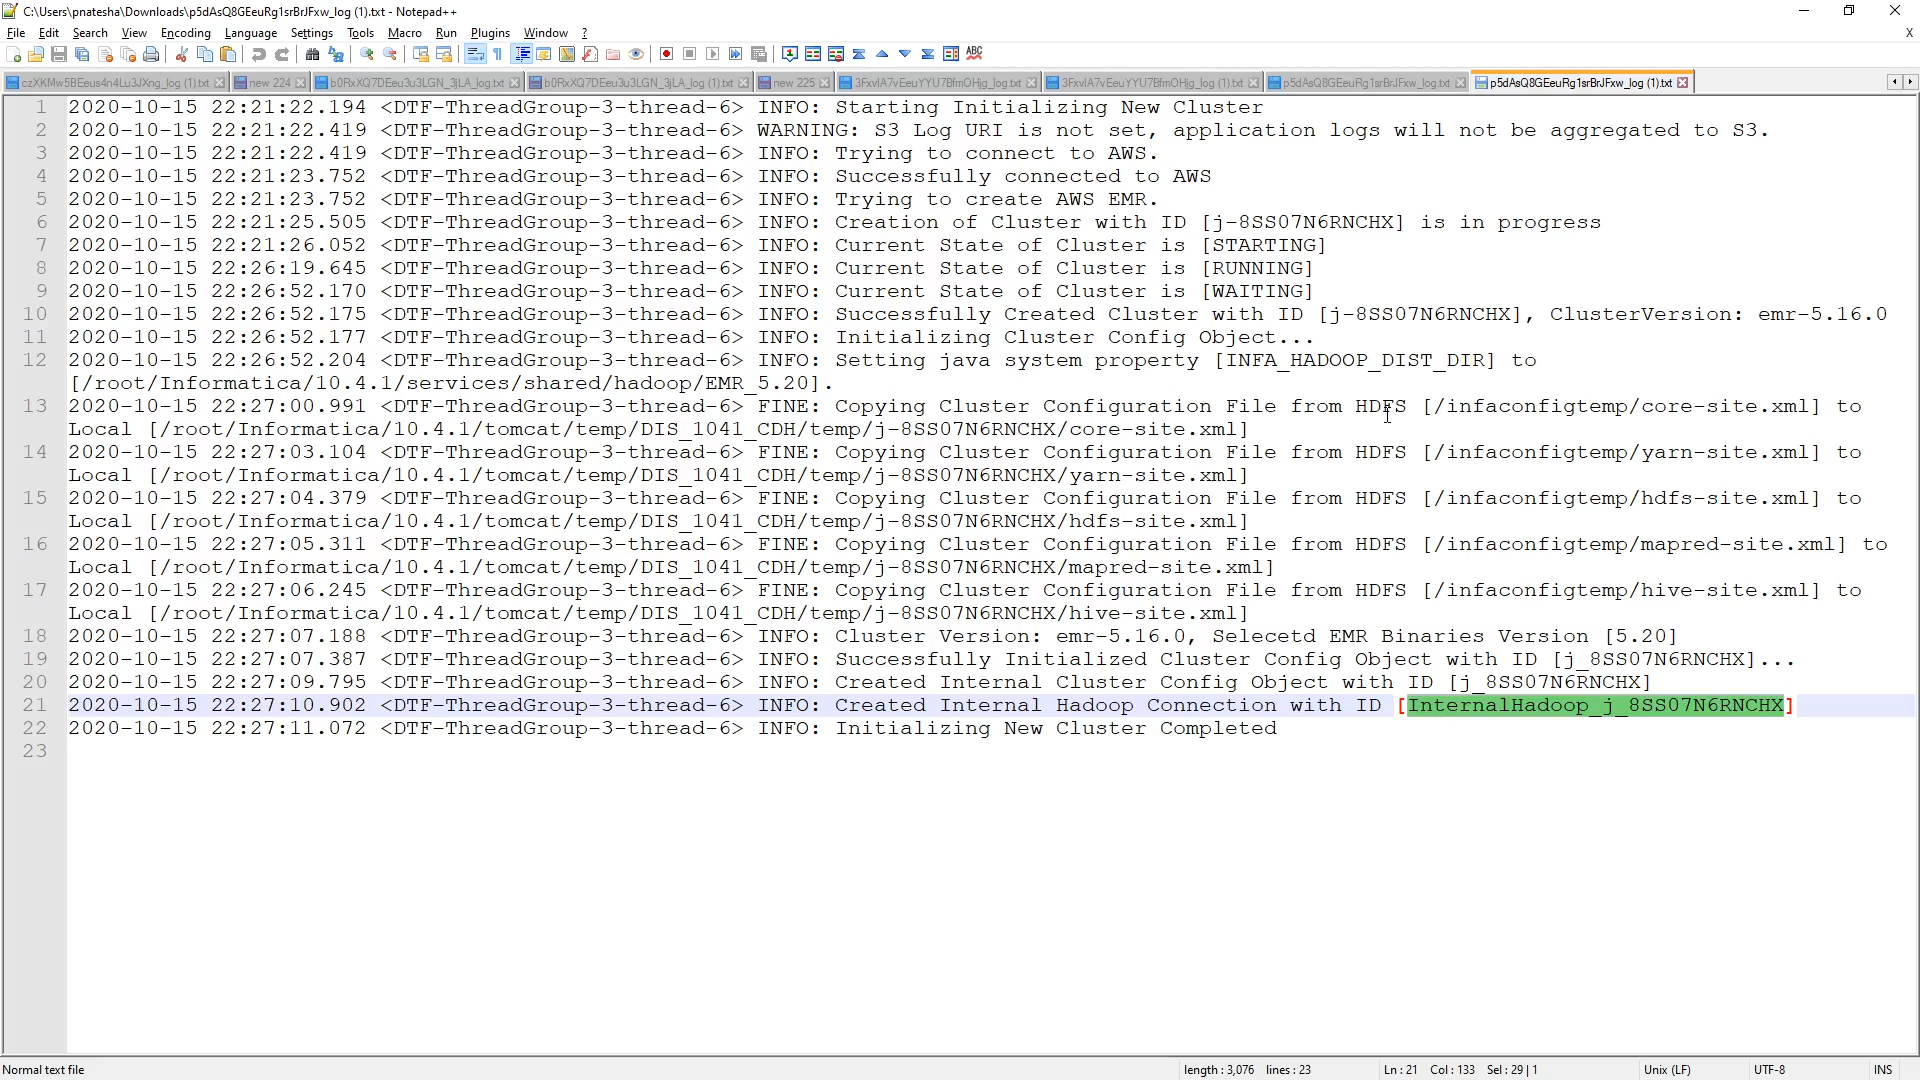 C:\Users\pnatesha\Downloads\p5dAsQ8GEeuRg1srBrJFxw_log (1).txt - Notepad++
File Edit Search View Encoding Language Settings Tools Macro Run Plugins Window ? X
czXKMw5BEeus4n4Lu3JXng_log (1).txt new 224 b0RxXQ7DEeu3u3LGN_3jLA_log.txt b0RxXQ7DEeu3u3LGN_3jLA_log (1).txt new 225 3FxvIA7vEeuYYU7BfmOHjg_log.txt 3FxvIA7vEeuYYU7BfmOHjg_log (1).txt p5dAsQ8GEeuRg1srBrJFxw_log.txt p5dAsQ8GEeuRg1srBrJFxw_log (1).txt
1 2020-10-15 22:21:22.194 <DTF-ThreadGroup-3-thread-6> INFO: Starting Initializing New Cluster
2 2020-10-15 22:21:22.419 <DTF-ThreadGroup-3-thread-6> WARNING: S3 Log URI is not set, application logs will not be aggregated to S3.
3 2020-10-15 22:21:22.419 <DTF-ThreadGroup-3-thread-6> INFO: Trying to connect to AWS.
4 2020-10-15 22:21:23.752 <DTF-ThreadGroup-3-thread-6> INFO: Successfully connected to AWS
5 2020-10-15 22:21:23.752 <DTF-ThreadGroup-3-thread-6> INFO: Trying to create AWS EMR.
6 2020-10-15 22:21:25.505 <DTF-ThreadGroup-3-thread-6> INFO: Creation of Cluster with ID [j-8SS07N6RNCHX] is in progress
7 2020-10-15 22:21:26.052 <DTF-ThreadGroup-3-thread-6> INFO: Current State of Cluster is [STARTING]
8 2020-10-15 22:26:19.645 <DTF-ThreadGroup-3-thread-6> INFO: Current State of Cluster is [RUNNING]
9 2020-10-15 22:26:52.170 <DTF-ThreadGroup-3-thread-6> INFO: Current State of Cluster is [WAITING]
10 2020-10-15 22:26:52.175 <DTF-ThreadGroup-3-thread-6> INFO: Successfully Created Cluster with ID [j-8SS07N6RNCHX], ClusterVersion: emr-5.16.0
11 2020-10-15 22:26:52.177 <DTF-ThreadGroup-3-thread-6> INFO: Initializing Cluster Config Object...
12 2020-10-15 22:26:52.204 <DTF-ThreadGroup-3-thread-6> INFO: Setting java system property [INFA_HADOOP_DIST_DIR] to
[/root/Informatica/10.4.1/services/shared/hadoop/EMR_5.20].
13 2020-10-15 22:27:00.991 <DTF-ThreadGroup-3-thread-6> FINE: Copying Cluster Configuration File from HDFS [/infaconfigtemp/core-site.xml] to
Local [/root/Informatica/10.4.1/tomcat/temp/DIS_1041_CDH/temp/j-8SS07N6RNCHX/core-site.xml]
14 2020-10-15 22:27:03.104 <DTF-ThreadGroup-3-thread-6> FINE: Copying Cluster Configuration File from HDFS [/infaconfigtemp/yarn-site.xml] to
Local [/root/Informatica/10.4.1/tomcat/temp/DIS_1041_CDH/temp/j-8SS07N6RNCHX/yarn-site.xml]
15 2020-10-15 22:27:04.379 <DTF-ThreadGroup-3-thread-6> FINE: Copying Cluster Configuration File from HDFS [/infaconfigtemp/hdfs-site.xml] to
Local [/root/Informatica/10.4.1/tomcat/temp/DIS_1041_CDH/temp/j-8SS07N6RNCHX/hdfs-site.xml]
16 2020-10-15 22:27:05.311 <DTF-ThreadGroup-3-thread-6> FINE: Copying Cluster Configuration File from HDFS [/infaconfigtemp/mapred-site.xml] to
Local [/root/Informatica/10.4.1/tomcat/temp/DIS_1041_CDH/temp/j-8SS07N6RNCHX/mapred-site.xml]
17 2020-10-15 22:27:06.245 <DTF-ThreadGroup-3-thread-6> FINE: Copying Cluster Configuration File from HDFS [/infaconfigtemp/hive-site.xml] to
Local [/root/Informatica/10.4.1/tomcat/temp/DIS_1041_CDH/temp/j-8SS07N6RNCHX/hive-site.xml]
18 2020-10-15 22:27:07.188 <DTF-ThreadGroup-3-thread-6> INFO: Cluster Version: emr-5.16.0, Selecetd EMR Binaries Version [5.20]
19 2020-10-15 22:27:07.387 <DTF-ThreadGroup-3-thread-6> INFO: Successfully Initialized Cluster Config Object with ID [j_8SS07N6RNCHX]...
20 2020-10-15 22:27:09.795 <DTF-ThreadGroup-3-thread-6> INFO: Created Internal Cluster Config Object with ID [j_8SS07N6RNCHX]
21 2020-10-15 22:27:10.902 <DTF-ThreadGroup-3-thread-6> INFO: Created Internal Hadoop Connection with ID [InternalHadoop_j_8SS07N6RNCHX]
22 2020-10-15 22:27:11.072 <DTF-ThreadGroup-3-thread-6> INFO: Initializing New Cluster Completed
23
Normal text file length : 3,076 lines : 23 Ln : 21 Col : 133 Sel : 29 | 1 Unix (LF) UTF-8 INS